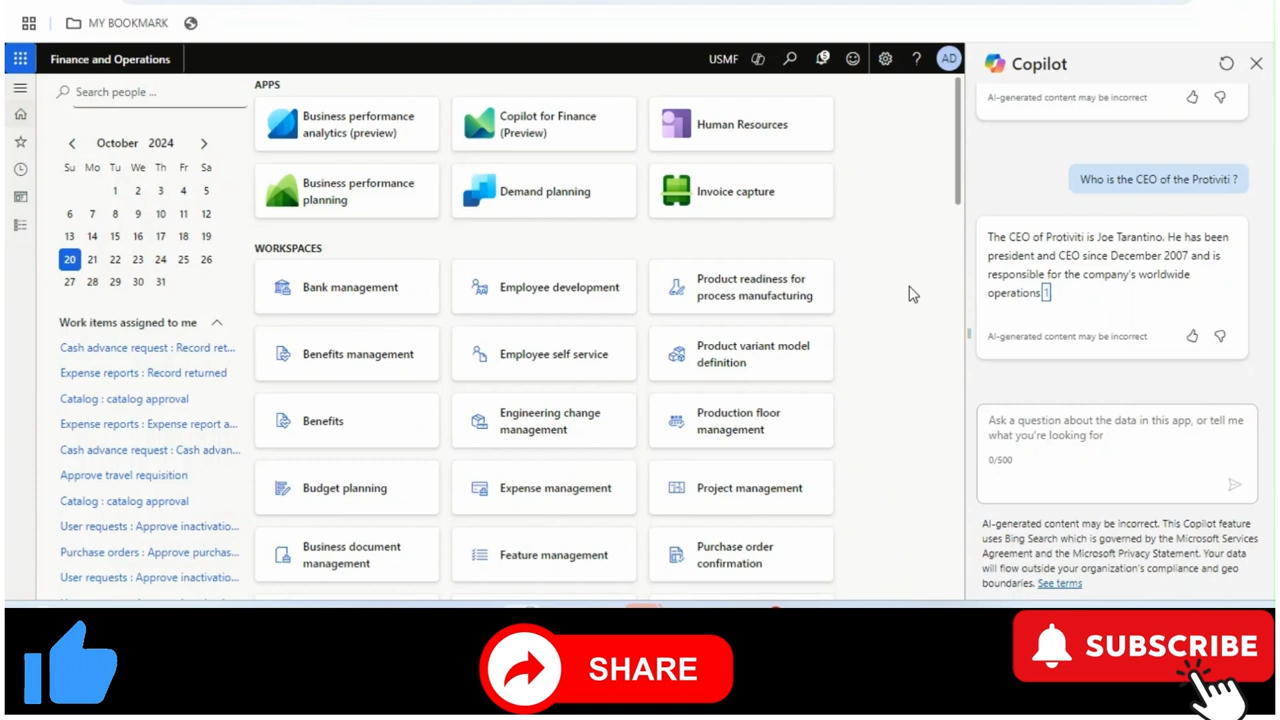 MY BOOKMARK
Finance and Operations
USMF
?
AD
Search people ...
October 2024
Su Mo Tu We Th Fr Sa
1 2 3 4 5
6 7 8 9 10 11 12
13 14 15 16 17 18 19
20 21 22 23 24 25 26
27 28 29 30 31
Work items assigned to me
Cash advance request : Record ret...
Expense reports : Record returned
Catalog : catalog approval
Expense reports : Expense report a...
Cash advance request : Cash advan...
Approve travel requisition
Catalog : catalog approval
User requests : Approve inactivatio...
Purchase orders : Approve purchas...
User requests : Approve inactivatio...
APPS
Business performance
analytics (preview)
Copilot for Finance
(Preview)
Human Resources
Business performance
planning
Demand planning
Invoice capture
WORKSPACES
Bank management
Employee development
Product readiness for
process manufacturing
Benefits management
Employee self service
Product variant model
definition
Benefits
Engineering change
management
Production floor
management
Budget planning
Expense management
Project management
Business document
management
Feature management
Purchase order
confirmation
Copilot
AI-generated content may be incorrect
Who is the CEO of the Protiviti ?
The CEO of Protiviti is Joe Tarantino. He has been
president and CEO since December 2007 and is
responsible for the company's worldwide
operations 1
AI-generated content may be incorrect
Ask a question about the data in this app, or tell me
what you're looking for
0/500
AI-generated content may be incorrect. This Copilot feature
uses Bing Search which is governed by the Microsoft Services
Agreement and the Microsoft Privacy Statement. Your data
will flow outside your organization's compliance and geo
boundaries. See terms
SHARE
SUBSCRIBE